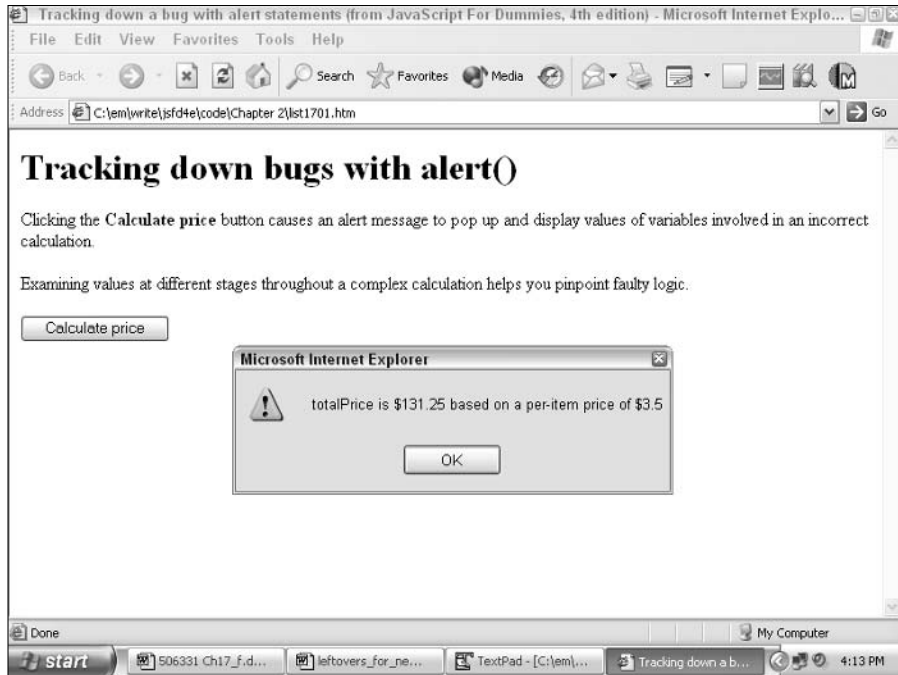 Tracking down a bug with alert statements (from JavaScript For Dummies, 4th edition) - Microsoft Internet Explo...
File Edit View Favorites Tools Help
Back Search Favorites Media
Address C:\em\write\jsfd4e\code\Chapter 2\list1701.htm Go
Tracking down bugs with alert()
Clicking the Calculate price button causes an alert message to pop up and display values of variables involved in an incorrect
calculation.
Examining values at different stages throughout a complex calculation helps you pinpoint faulty logic.
Calculate price
Microsoft Internet Explorer
totalPrice is $131.25 based on a per-item price of $3.5
OK
Done My Computer
start 506331 Ch17_f.d... leftovers_for_ne... TextPad - [C:\em\... Tracking down a b... 4:13 PM